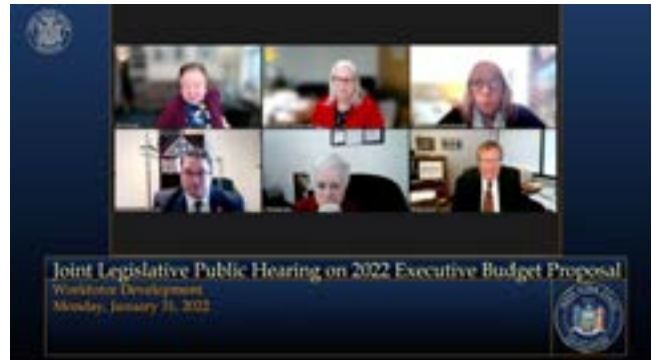 Joint Legislative Public Hearing on 2022 Executive Budget Proposal
Workforce Development
Monday, January 31, 2022